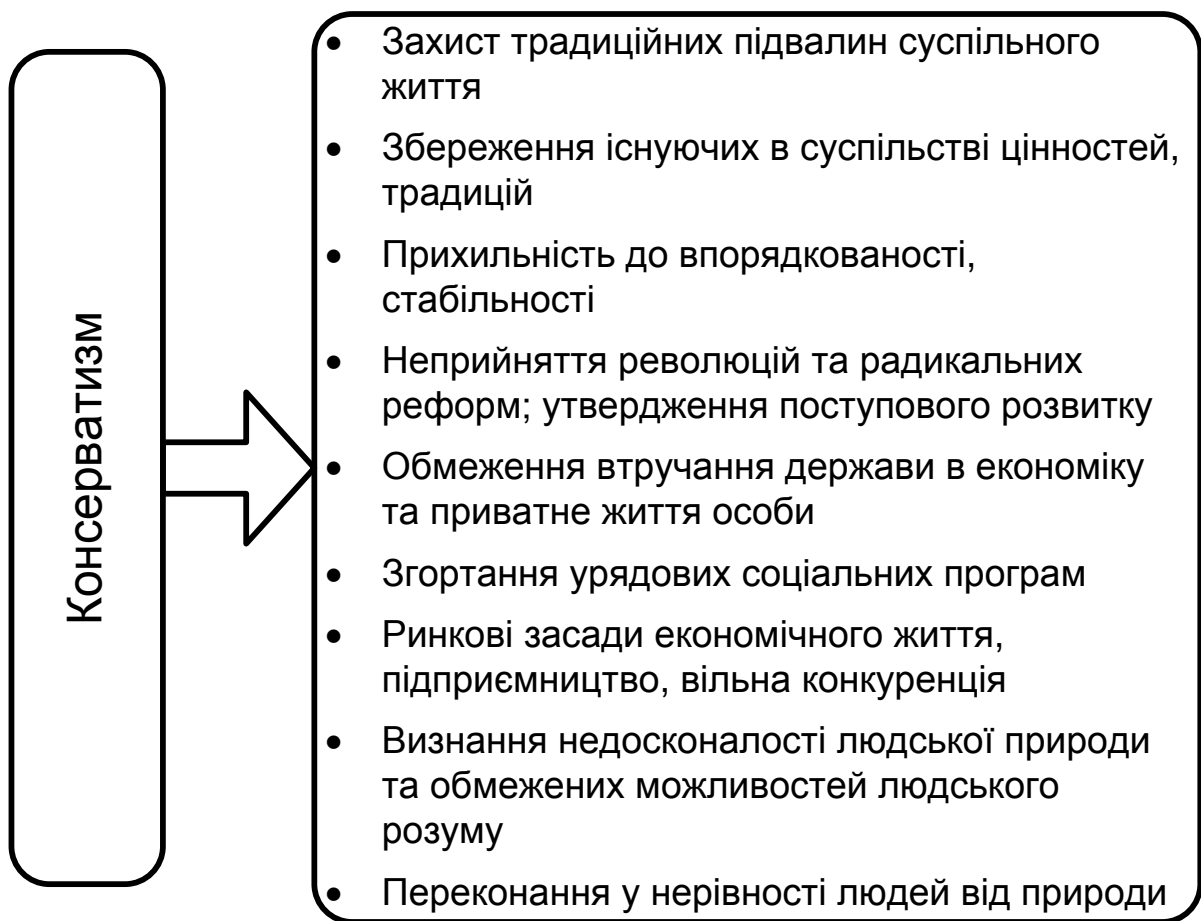 Консерватизм
• Захист традиційних підвалин суспільного
життя
• Збереження існуючих в суспільстві цінностей,
традицій
• Прихильність до впорядкованості,
стабільності
• Неприйняття революцій та радикальних
реформ; утвердження поступового розвитку
• Обмеження втручання держави в економіку
та приватне життя особи
• Згортання урядових соціальних програм
• Ринкові засади економічного життя,
підприємництво, вільна конкуренція
• Визнання недосконалості людської природи
та обмежених можливостей людського
розуму
• Переконання у нерівності людей від природи